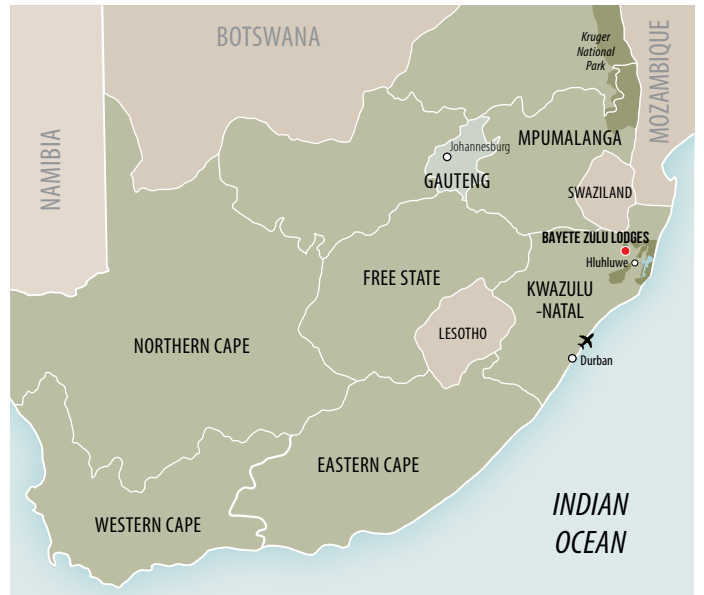 BOTSWANA
Kruger
National
Park
MOZAMBIQUE
NAMIBIA
Johannesburg
MPUMALANGA
GAUTENG
SWAZILAND
BAYETE ZULU LODGES
Hluhluwe
FREE STATE
KWAZULU
-NATAL
LESOTHO
NORTHERN CAPE
Durban
EASTERN CAPE
WESTERN CAPE
INDIAN
OCEAN